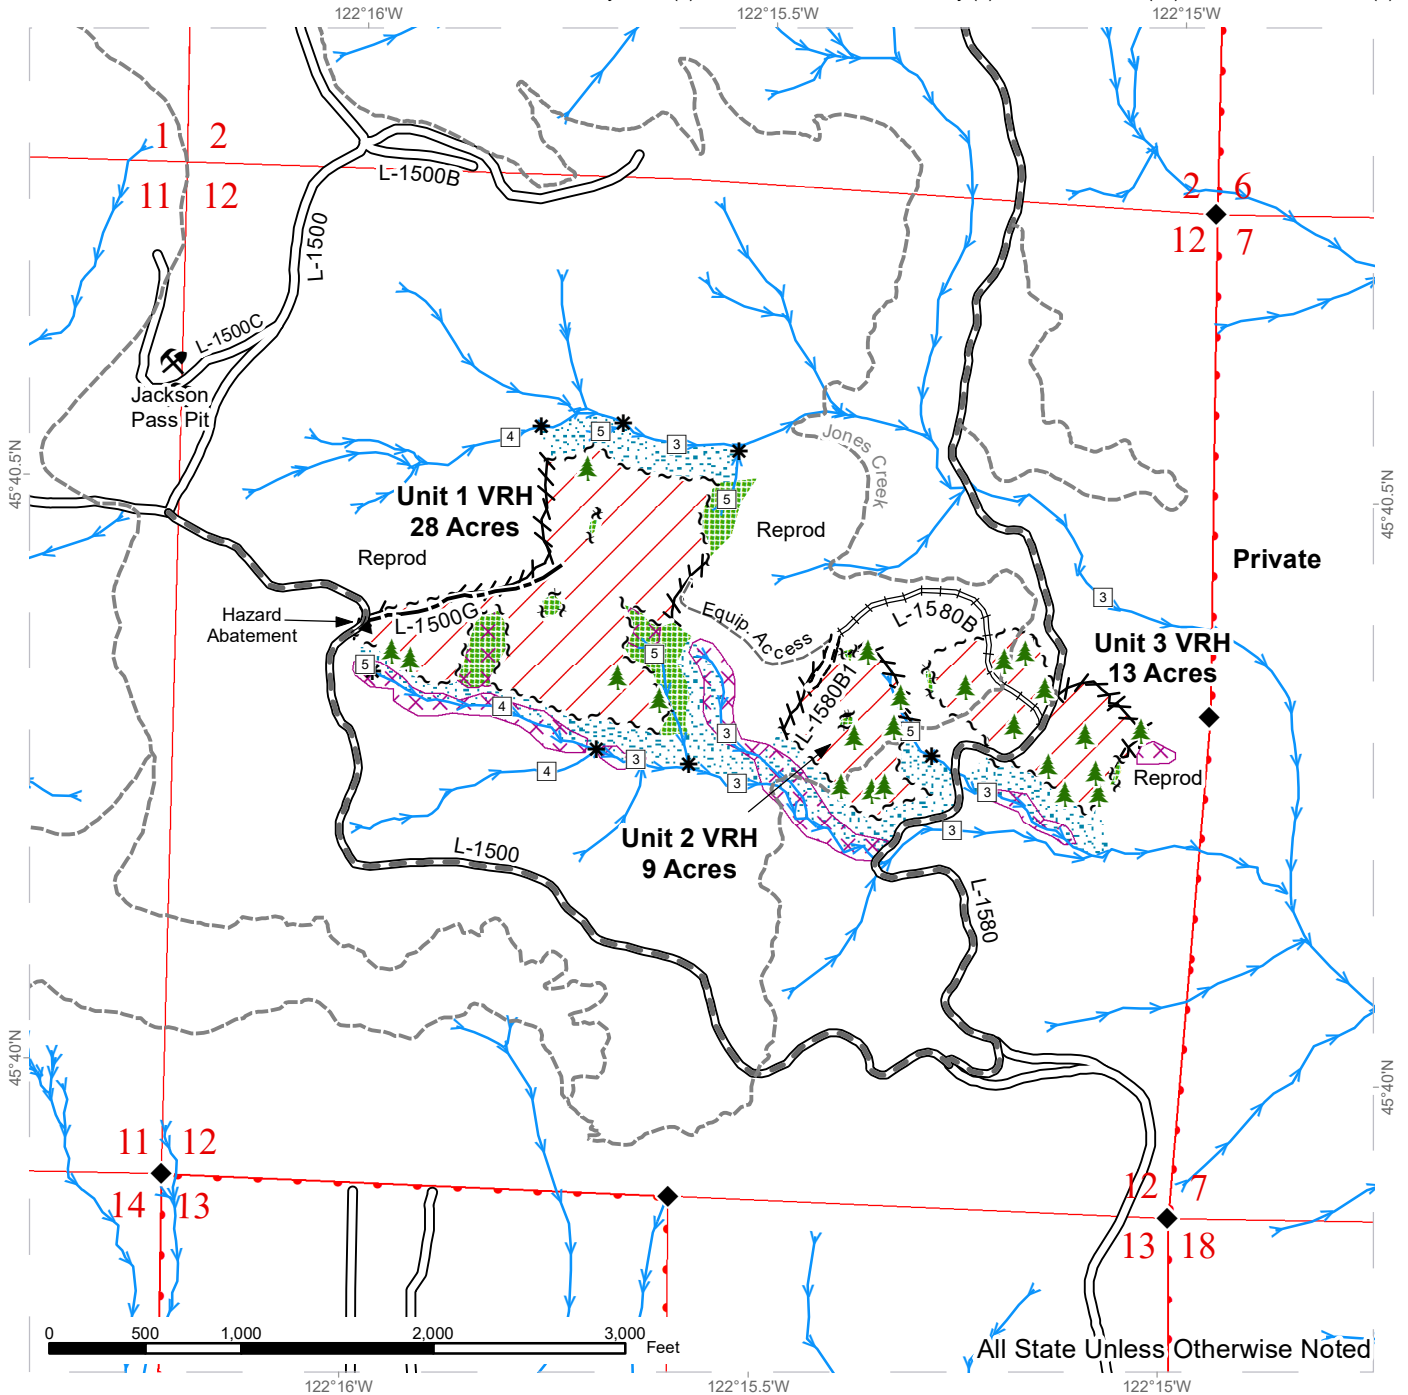 122°16'W
122°15.5'W
122°15'W
1
2
11
12
L-1500B
L-1500
2
6
12
7
L-1500C
Jackson
Pass Pit
45°40.5'N
45°40.5'N
4
5
3
Jones Creek
Unit 1 VRH
28 Acres
5
Reprod
Reprod
Private
Hazard
Abatement
L-1500G
Equip. Access
L-1580B
3
Unit 3 VRH
13 Acres
5
5
L-1580B1
4
3
5
3
4
3
3
Reprod
3
Unit 2 VRH
9 Acres
L-1500
L-1580
45°40'N
45°40'N
11
12
14
13
12
7
13
18
0
500
1,000
2,000
3,000
Feet
All State Unless Otherwise Noted
122°16'W
122°15.5'W
122°15'W